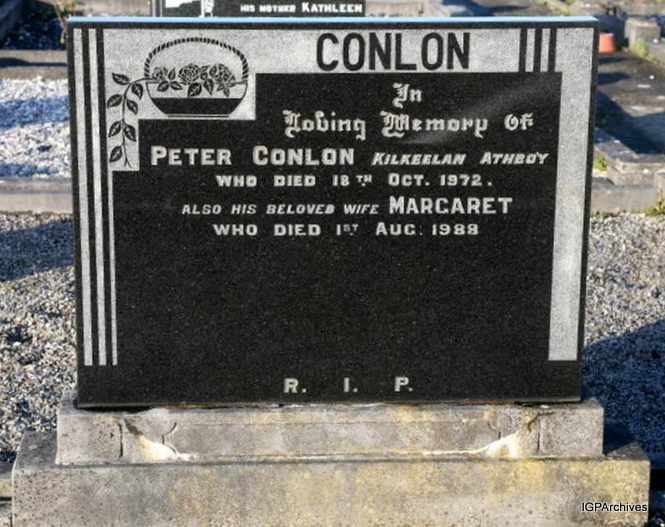 HIS MOTHER KATHLEEN
CONLON
In
Loving Memory Of
PETER CONLON KILKEELAN ATHBOY
WHO DIED 18TH OCT. 1972.
ALSO HIS BELOVED WIFE MARGARET
WHO DIED 1ST AUG. 1988
R. I. P.
IGPArchives